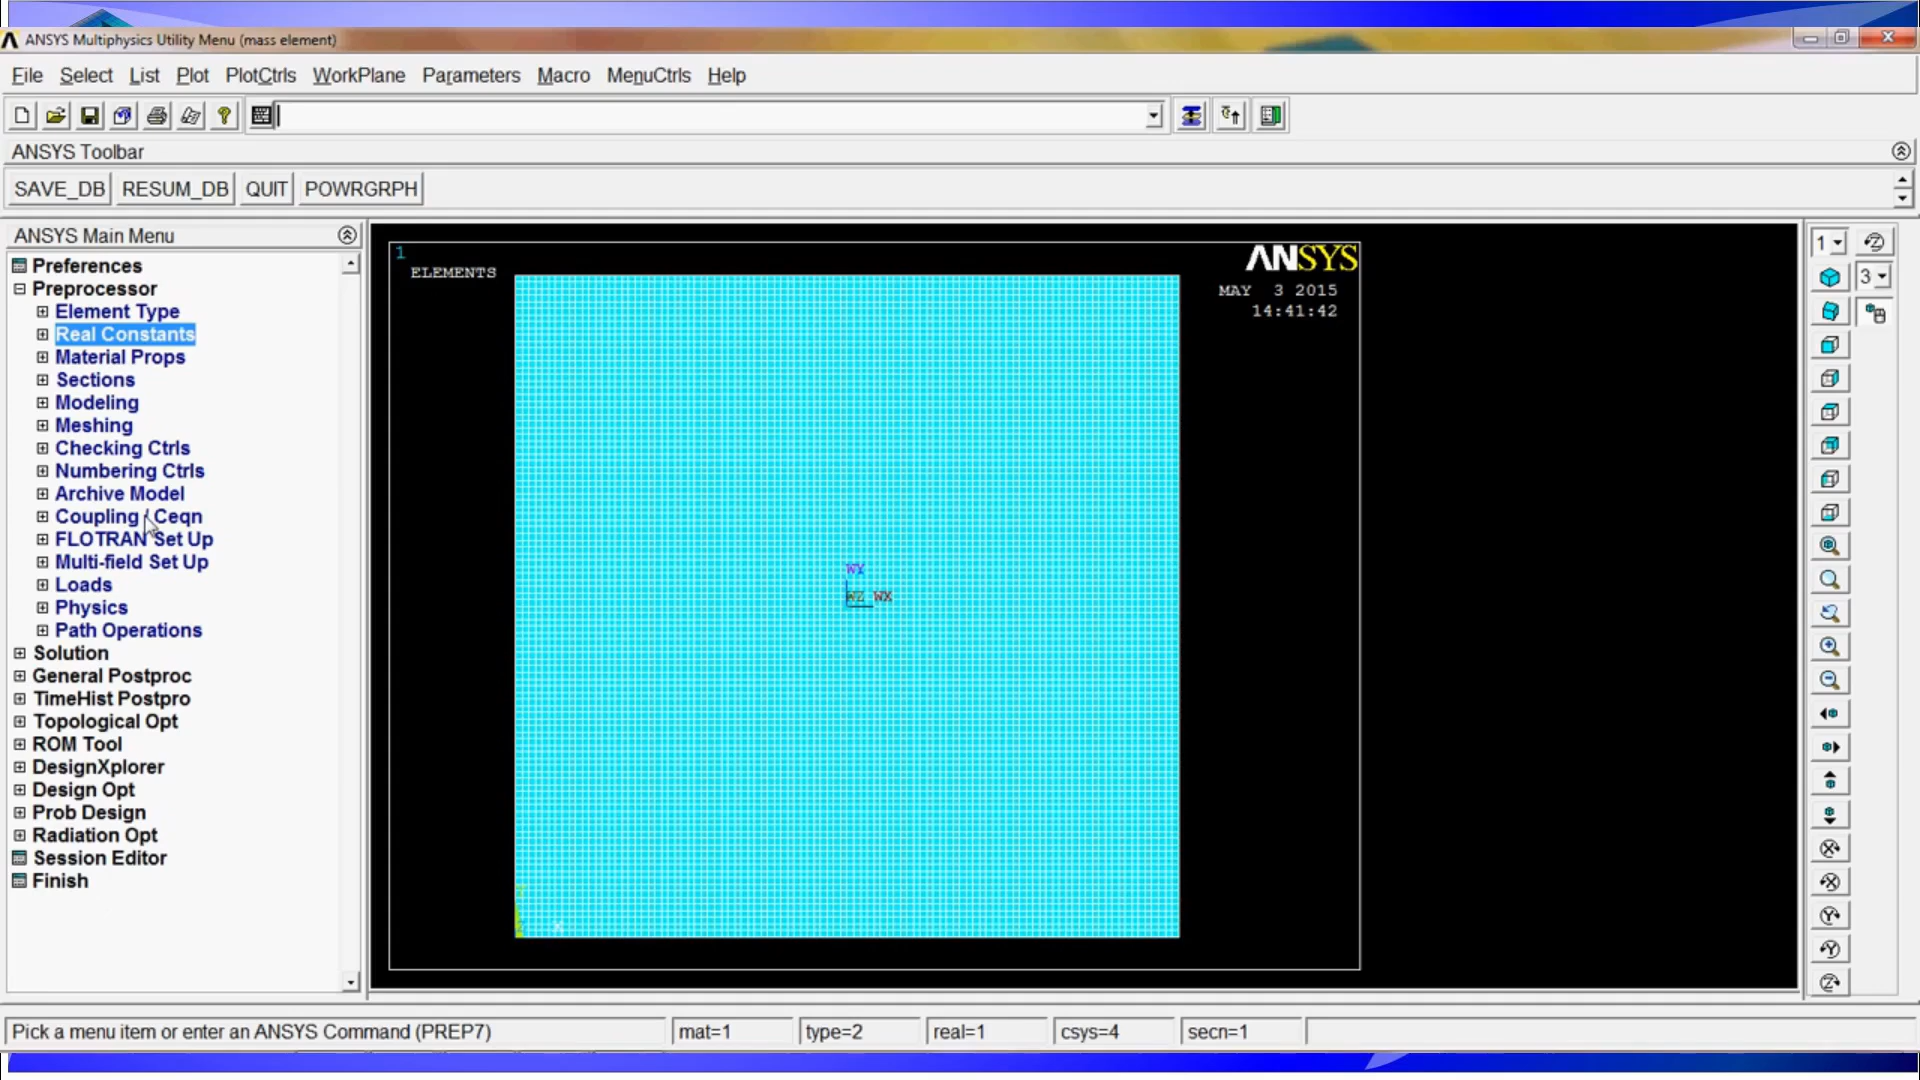 ANSYS Multiphysics Utility Menu (mass element)
File Select List Plot PlotCtrls WorkPlane Parameters Macro MenuCtrls Help
ANSYS Toolbar
SAVE_DB RESUM_DB QUIT POWRGRPH
ANSYS Main Menu
Preferences
Preprocessor
Element Type
Real Constants
Material Props
Sections
Modeling
Meshing
Checking Ctrls
Numbering Ctrls
Archive Model
Coupling / Ceqn
FLOTRAN Set Up
Multi-field Set Up
Loads
Physics
Path Operations
Solution
General Postproc
TimeHist Postpro
Topological Opt
ROM Tool
DesignXplorer
Design Opt
Prob Design
Radiation Opt
Session Editor
Finish
1
ELEMENTS
ANSYS
MAY 3 2015
14:41:42
WY
WZ WX
Y
Z X
1
3
Pick a menu item or enter an ANSYS Command (PREP7) mat=1 type=2 real=1 csys=4 secn=1